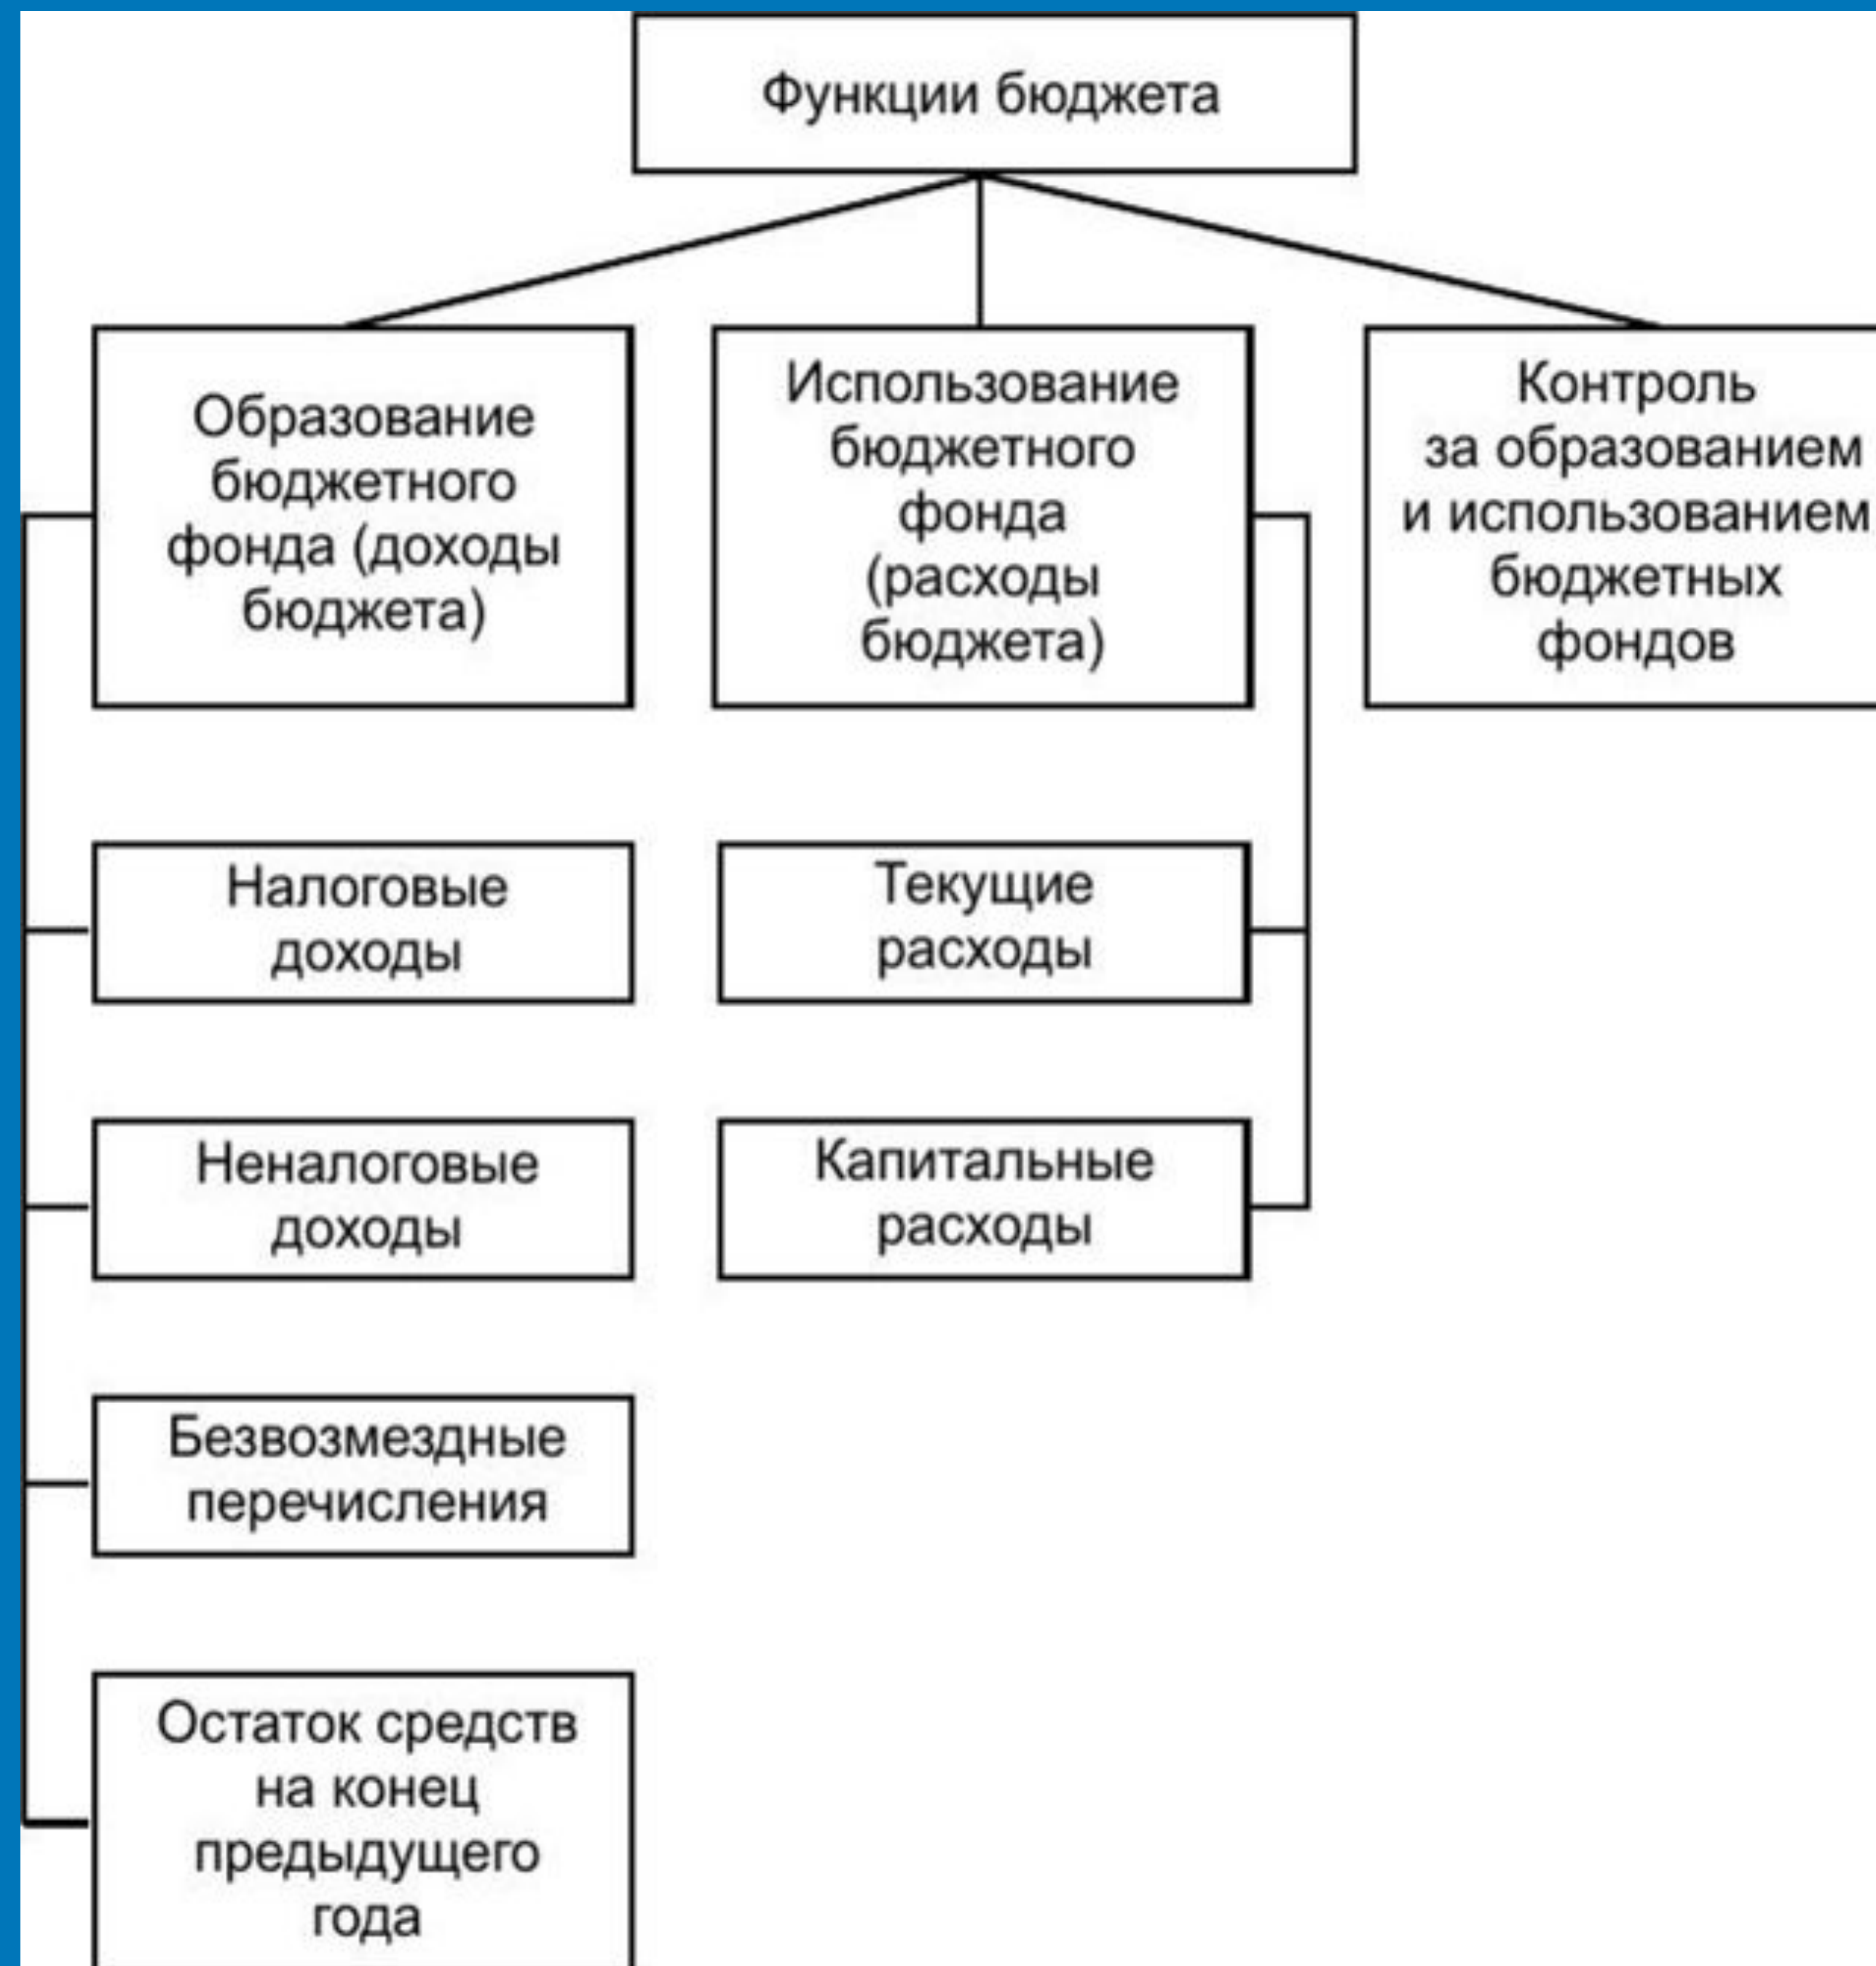 Функции бюджета
Образование
бюджетного
фонда (доходы
бюджета)
Использование
бюджетного
фонда
(расходы
бюджета)
Контроль
за образованием
и использованием
бюджетных
фондов
Налоговые
доходы
Текущие
расходы
Неналоговые
доходы
Капитальные
расходы
Безвозмездные
перечисления
Остаток средств
на конец
предыдущего
года